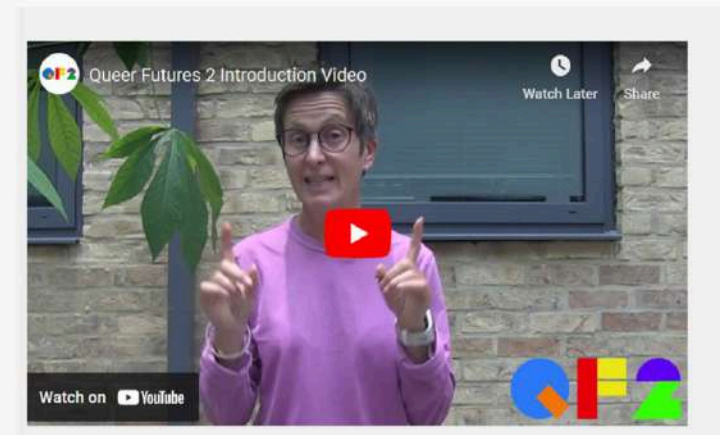 QF2 Queer Futures 2 Introduction Video
Watch Later Share
Watch on YouTube
QF2